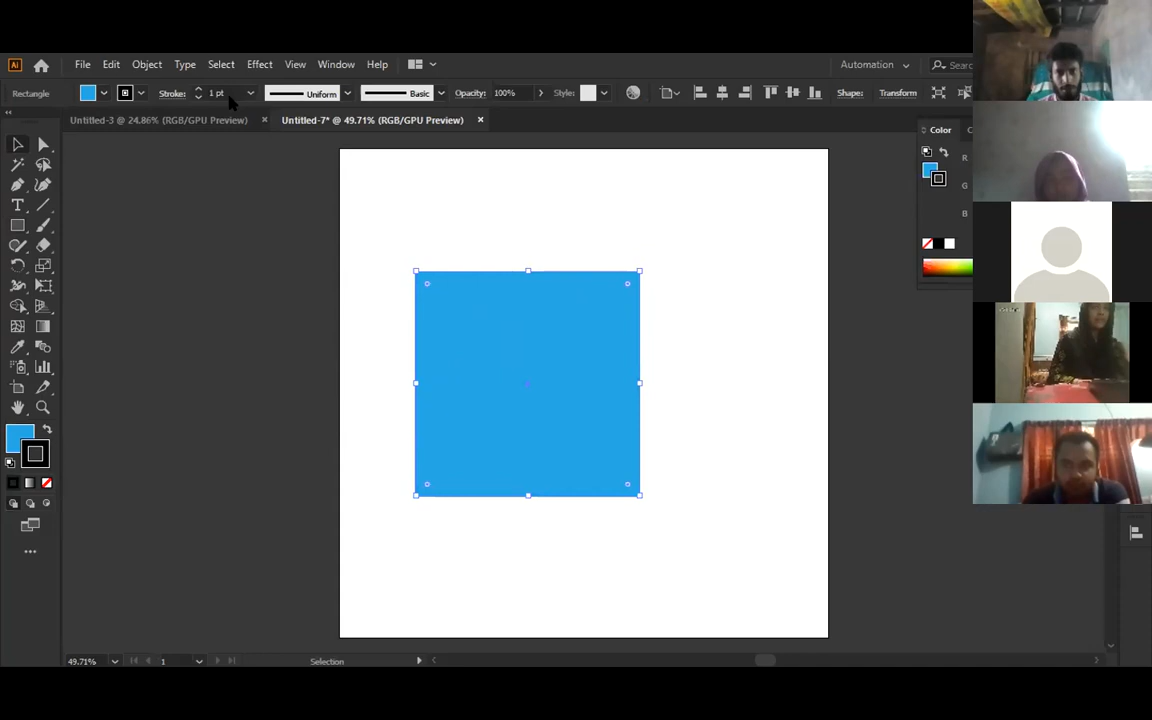 Ai File Edit Object Type Select Effect View Window Help Automation Searc
Rectangle Stroke: 1 pt Uniform Basic Opacity: 100% Style: Shape: Transform
Untitled-3 @ 24.86% (RGB/GPU Preview) × Untitled-7* @ 49.71% (RGB/GPU Preview) ×
Color
R
G
B
49.71% 1 Selection